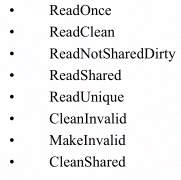 • ReadOnce
• ReadClean
• ReadNotSharedDirty
• ReadShared
• ReadUnique
• CleanInvalid
• MakeInvalid
• CleanShared